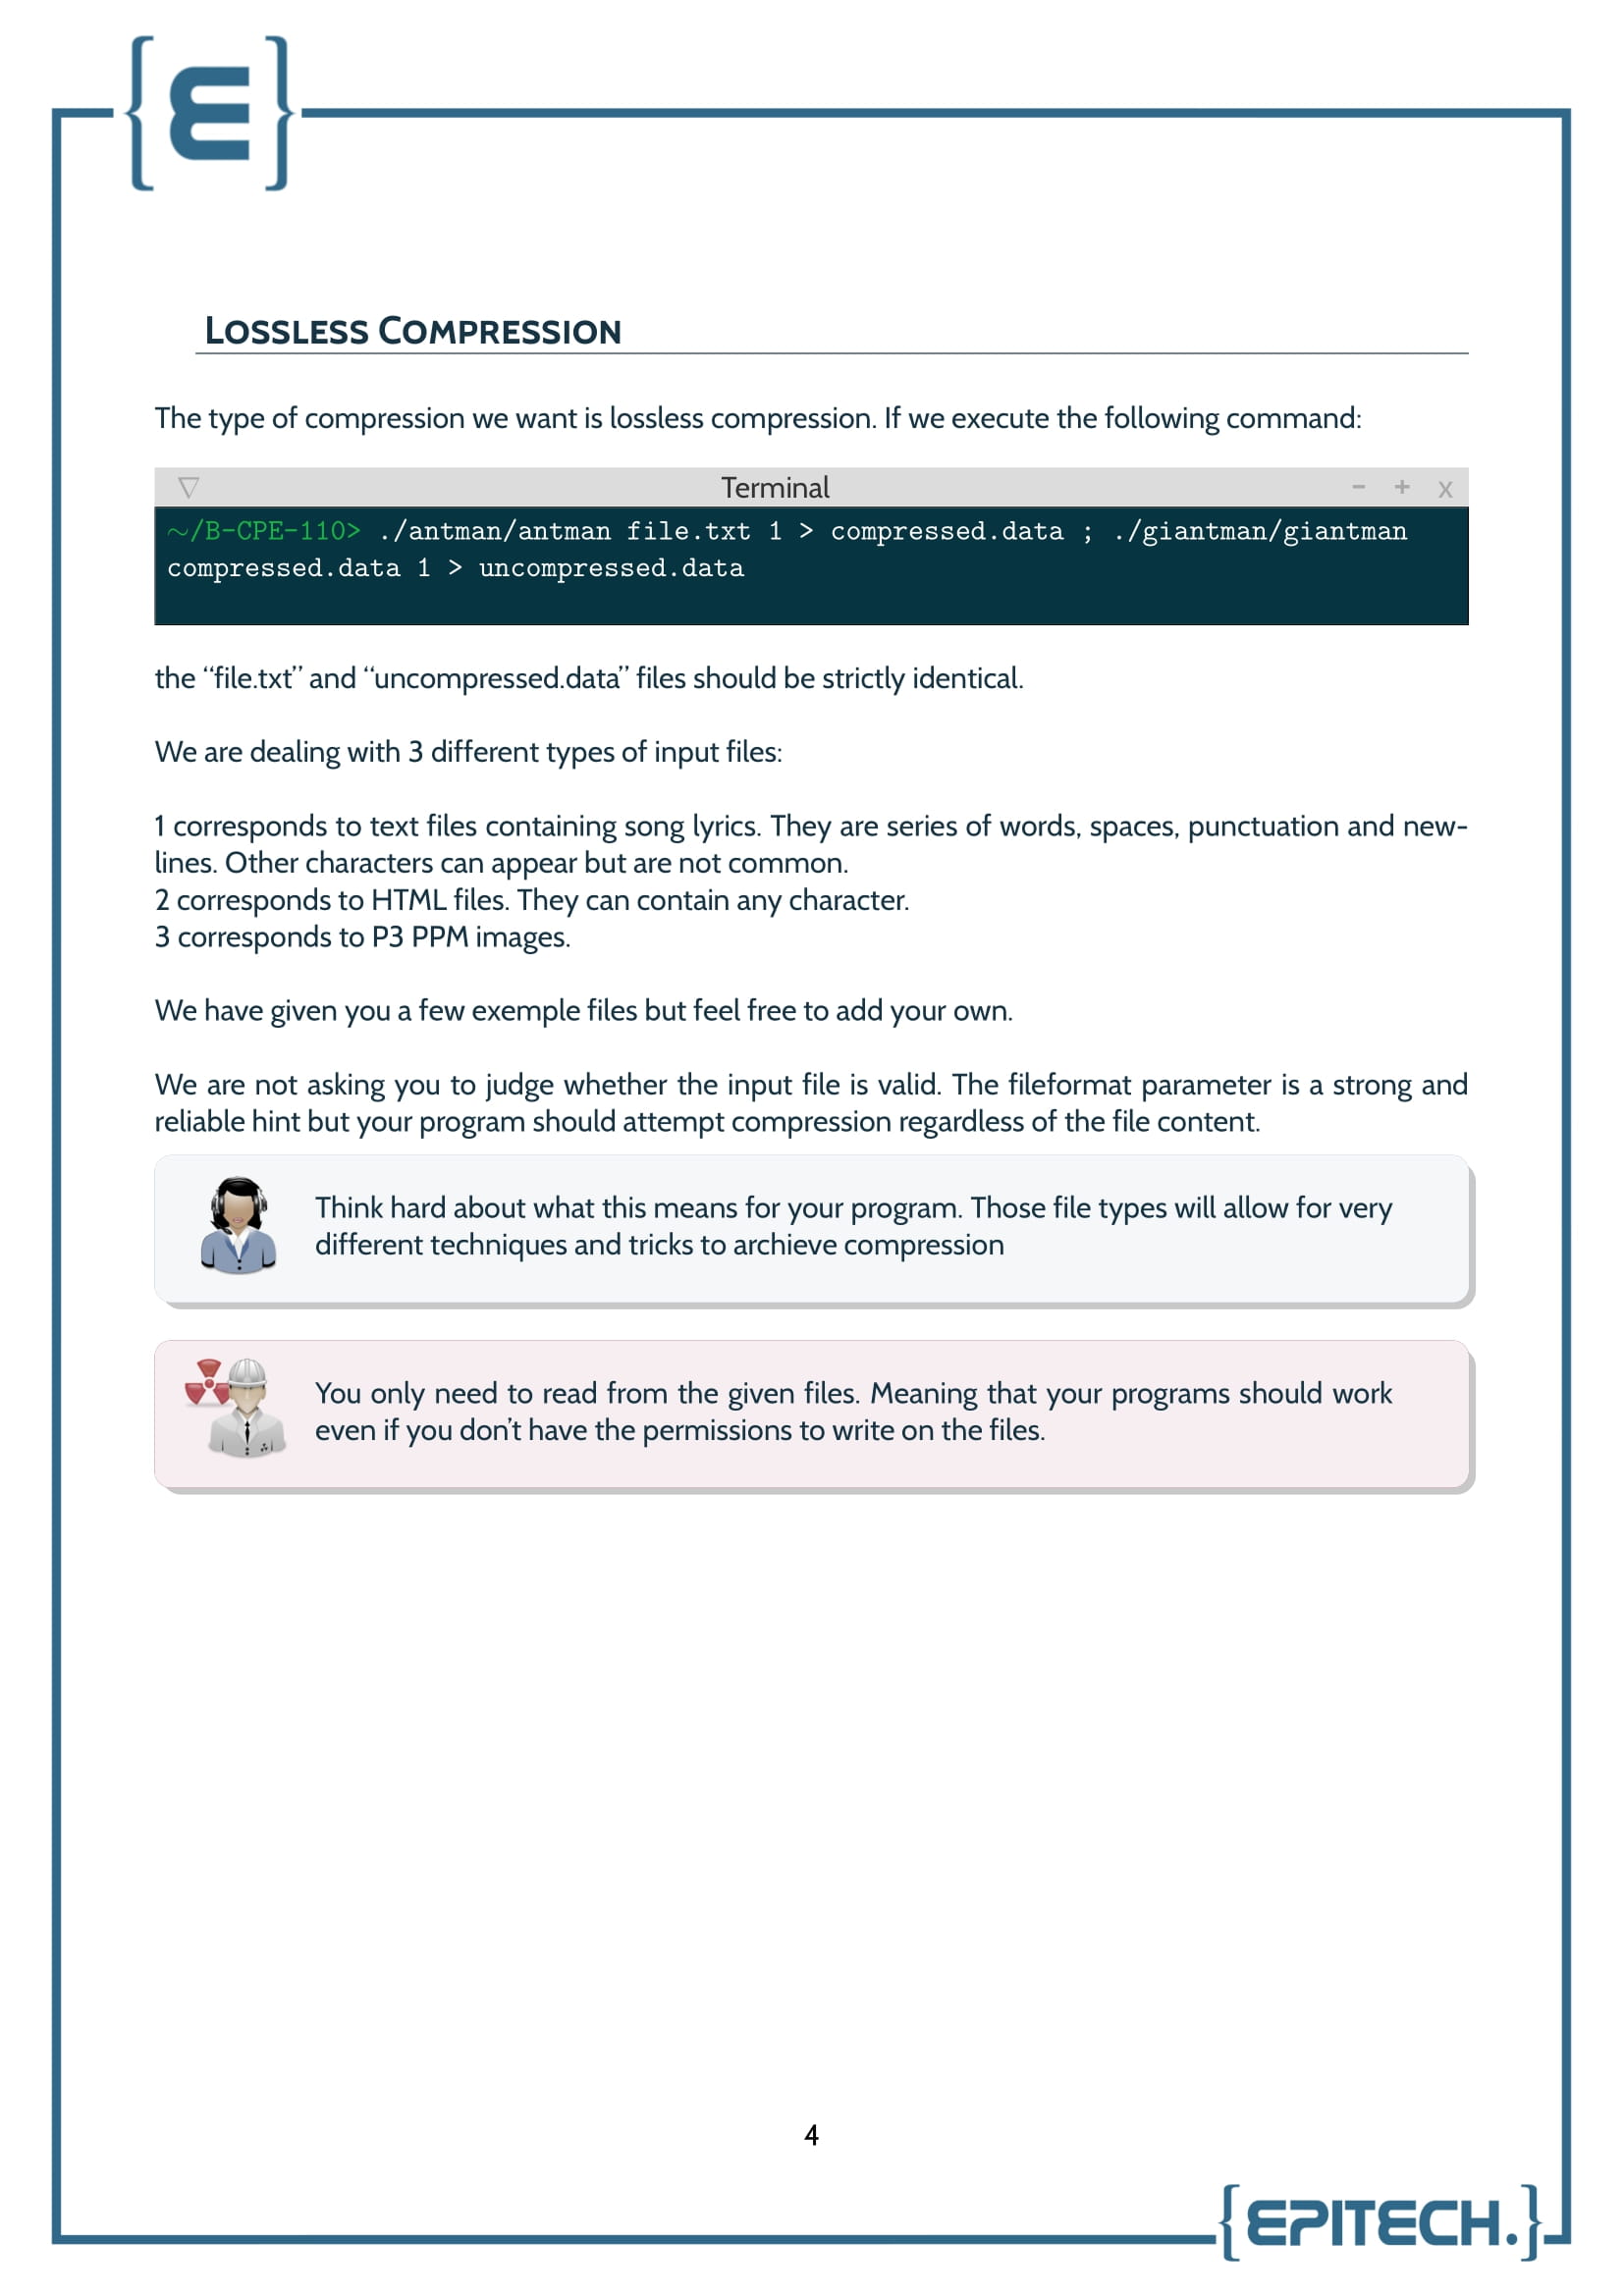 {E}
LOSSLESS COMPRESSION
The type of compression we want is lossless compression. If we execute the following command:
▽ Terminal - + x
~/B-CPE-110> ./antman/antman file.txt 1 > compressed.data ; ./giantman/giantman
compressed.data 1 > uncompressed.data
the “file.txt” and “uncompressed.data” files should be strictly identical.
We are dealing with 3 different types of input files:
1 corresponds to text files containing song lyrics. They are series of words, spaces, punctuation and new-
lines. Other characters can appear but are not common.
2 corresponds to HTML files. They can contain any character.
3 corresponds to P3 PPM images.
We have given you a few exemple files but feel free to add your own.
We are not asking you to judge whether the input file is valid. The fileformat parameter is a strong and
reliable hint but your program should attempt compression regardless of the file content.
Think hard about what this means for your program. Those file types will allow for very
different techniques and tricks to archieve compression
You only need to read from the given files. Meaning that your programs should work
even if you don’t have the permissions to write on the files.
4
{EPITECH.}